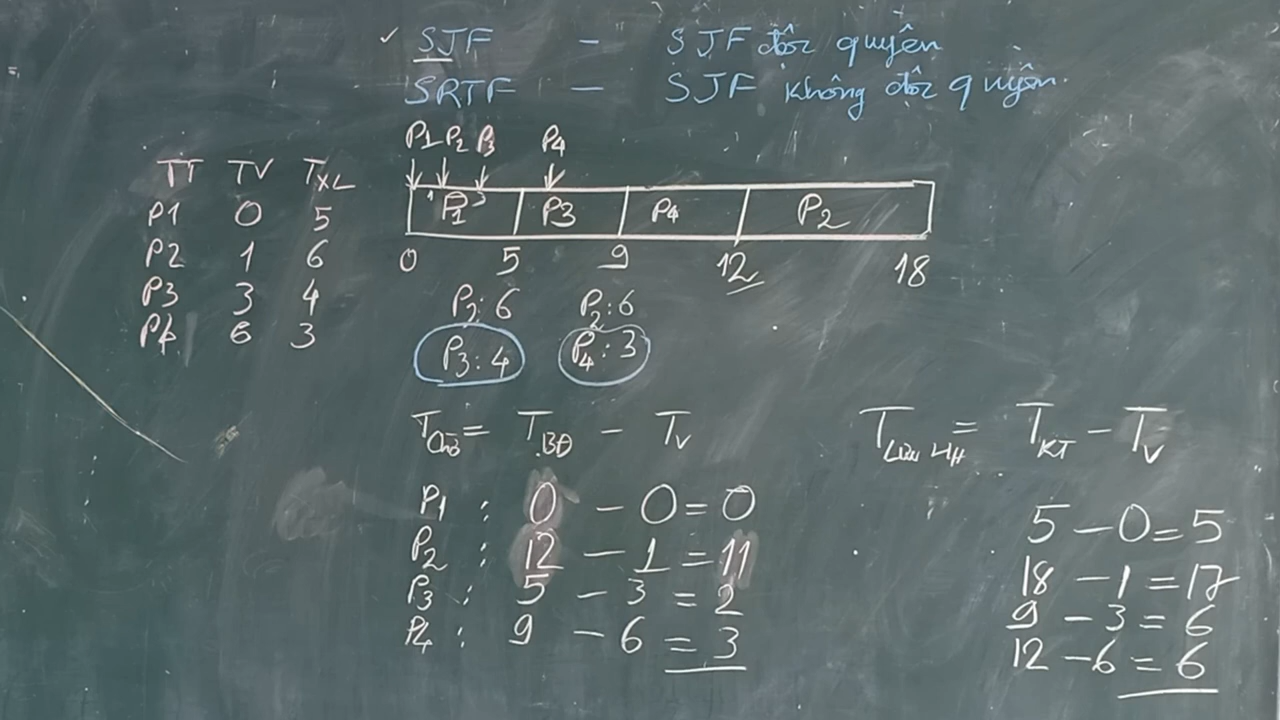 ✓ SJF – SJF độc quyền
SRTF – SJF không độc quyền
P1 P2 P3 P4
TT TV TXL
P1 0 5
P2 1 6
P3 3 4
P4 6 3
1 P1 3 P3 P4 P2
0 5 9 12 18
P2: 6 P2: 6
P3: 4 P4: 3
TChờ = TBĐ – TV
P1 : 0 – 0 = 0
P2 : 12 – 1 = 11
P3 : 5 – 3 = 2
P4 : 9 – 6 = 3
TLưu HH = TKT – TV
5 – 0 = 5
18 – 1 = 17
9 – 3 = 6
12 – 6 = 6